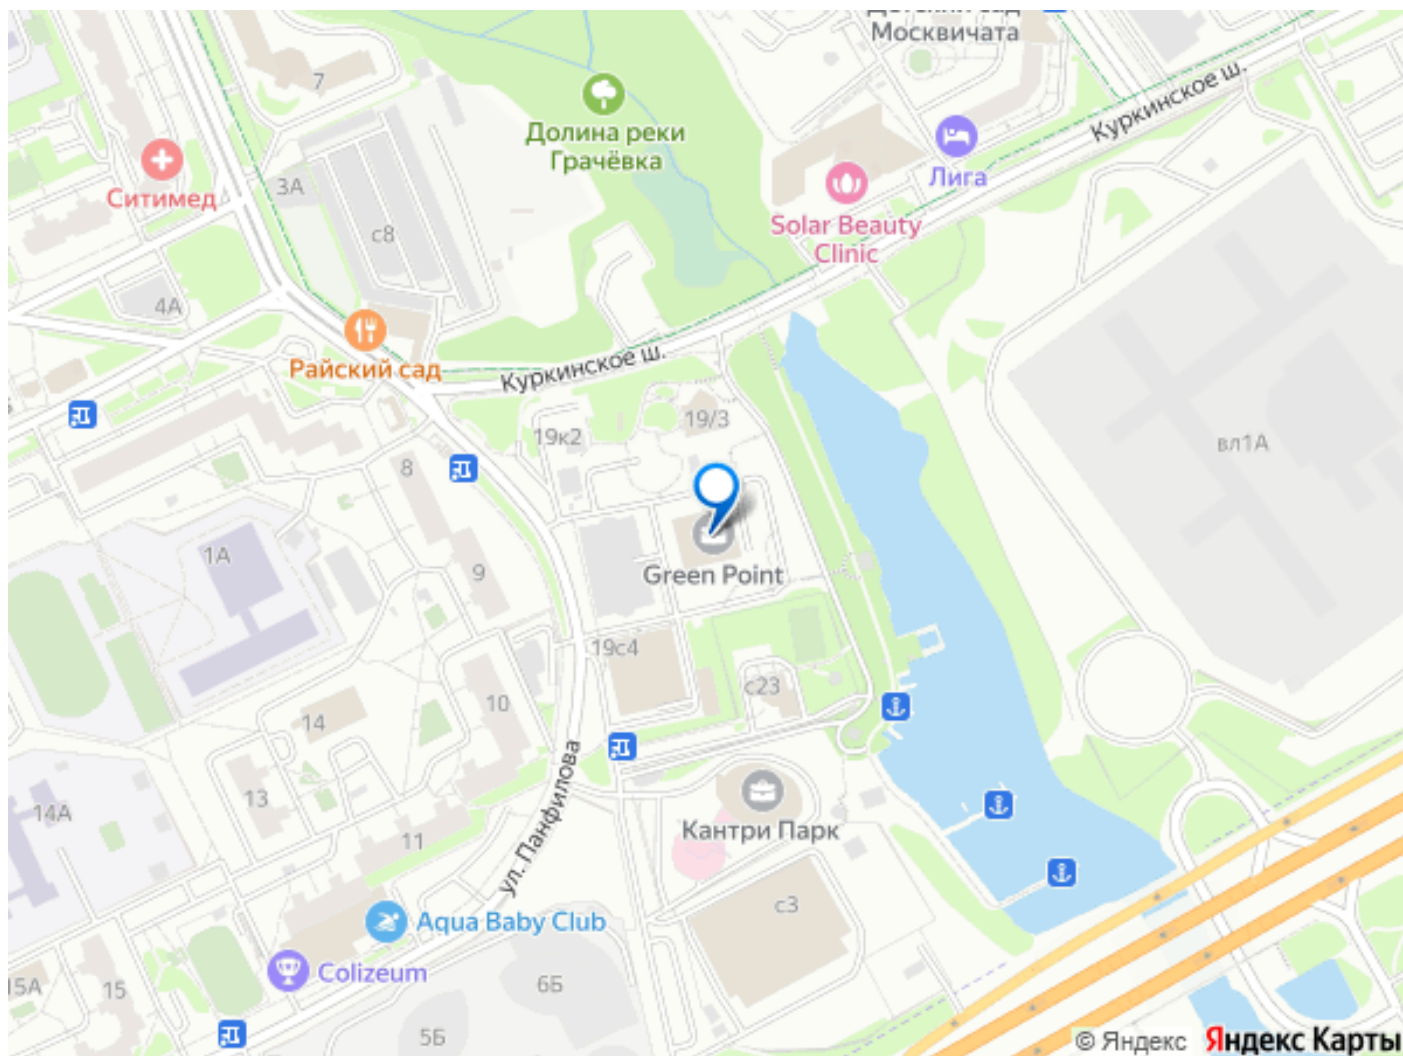 Детский сад
Москвичата
Куркинское ш.
7
Долина реки
Грачёвка
Лига
Ситимед
3А
с8
Solar Beauty
Clinic
4А
Райский сад
Куркинское ш.
19к2
19/3
вл1А
8
1А
9
Green Point
19с4
с23
10
14
ул. Панфилова
13
14А
11
Кантри Парк
с3
Aqua Baby Club
Colizeum
15А
15
6Б
5Б
© Яндекс Яндекс Карты